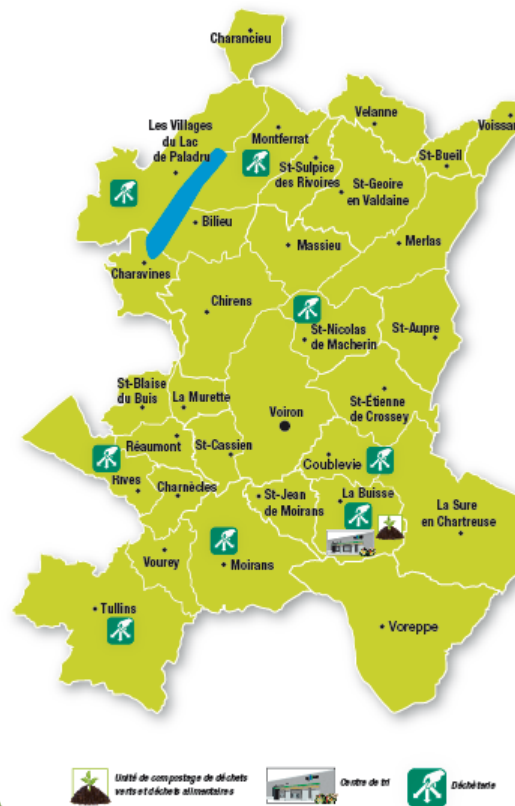 Charancieu
Velanne
Voissan
Les Villages
du Lac
de Paladru
Montferrat
St-Bueil
St-Sulpice
des Rivoires
St-Geoire
en Valdaine
Bilieu
Massieu
Merlas
Charavines
Chirens
St-Nicolas
de Macherin
St-Aupre
St-Blaise
du Buis
La Murette
Voiron
St-Étienne
de Crossey
Réaumont
St-Cassien
Coublevie
Rives
Charnècles
St-Jean
de Moirans
La Buisse
La Sure
en Chartreuse
Vourey
Moirans
Tullins
Voreppe
Unité de compostage de déchets
verts et déchets alimentaires
Centre de tri
Déchèterie